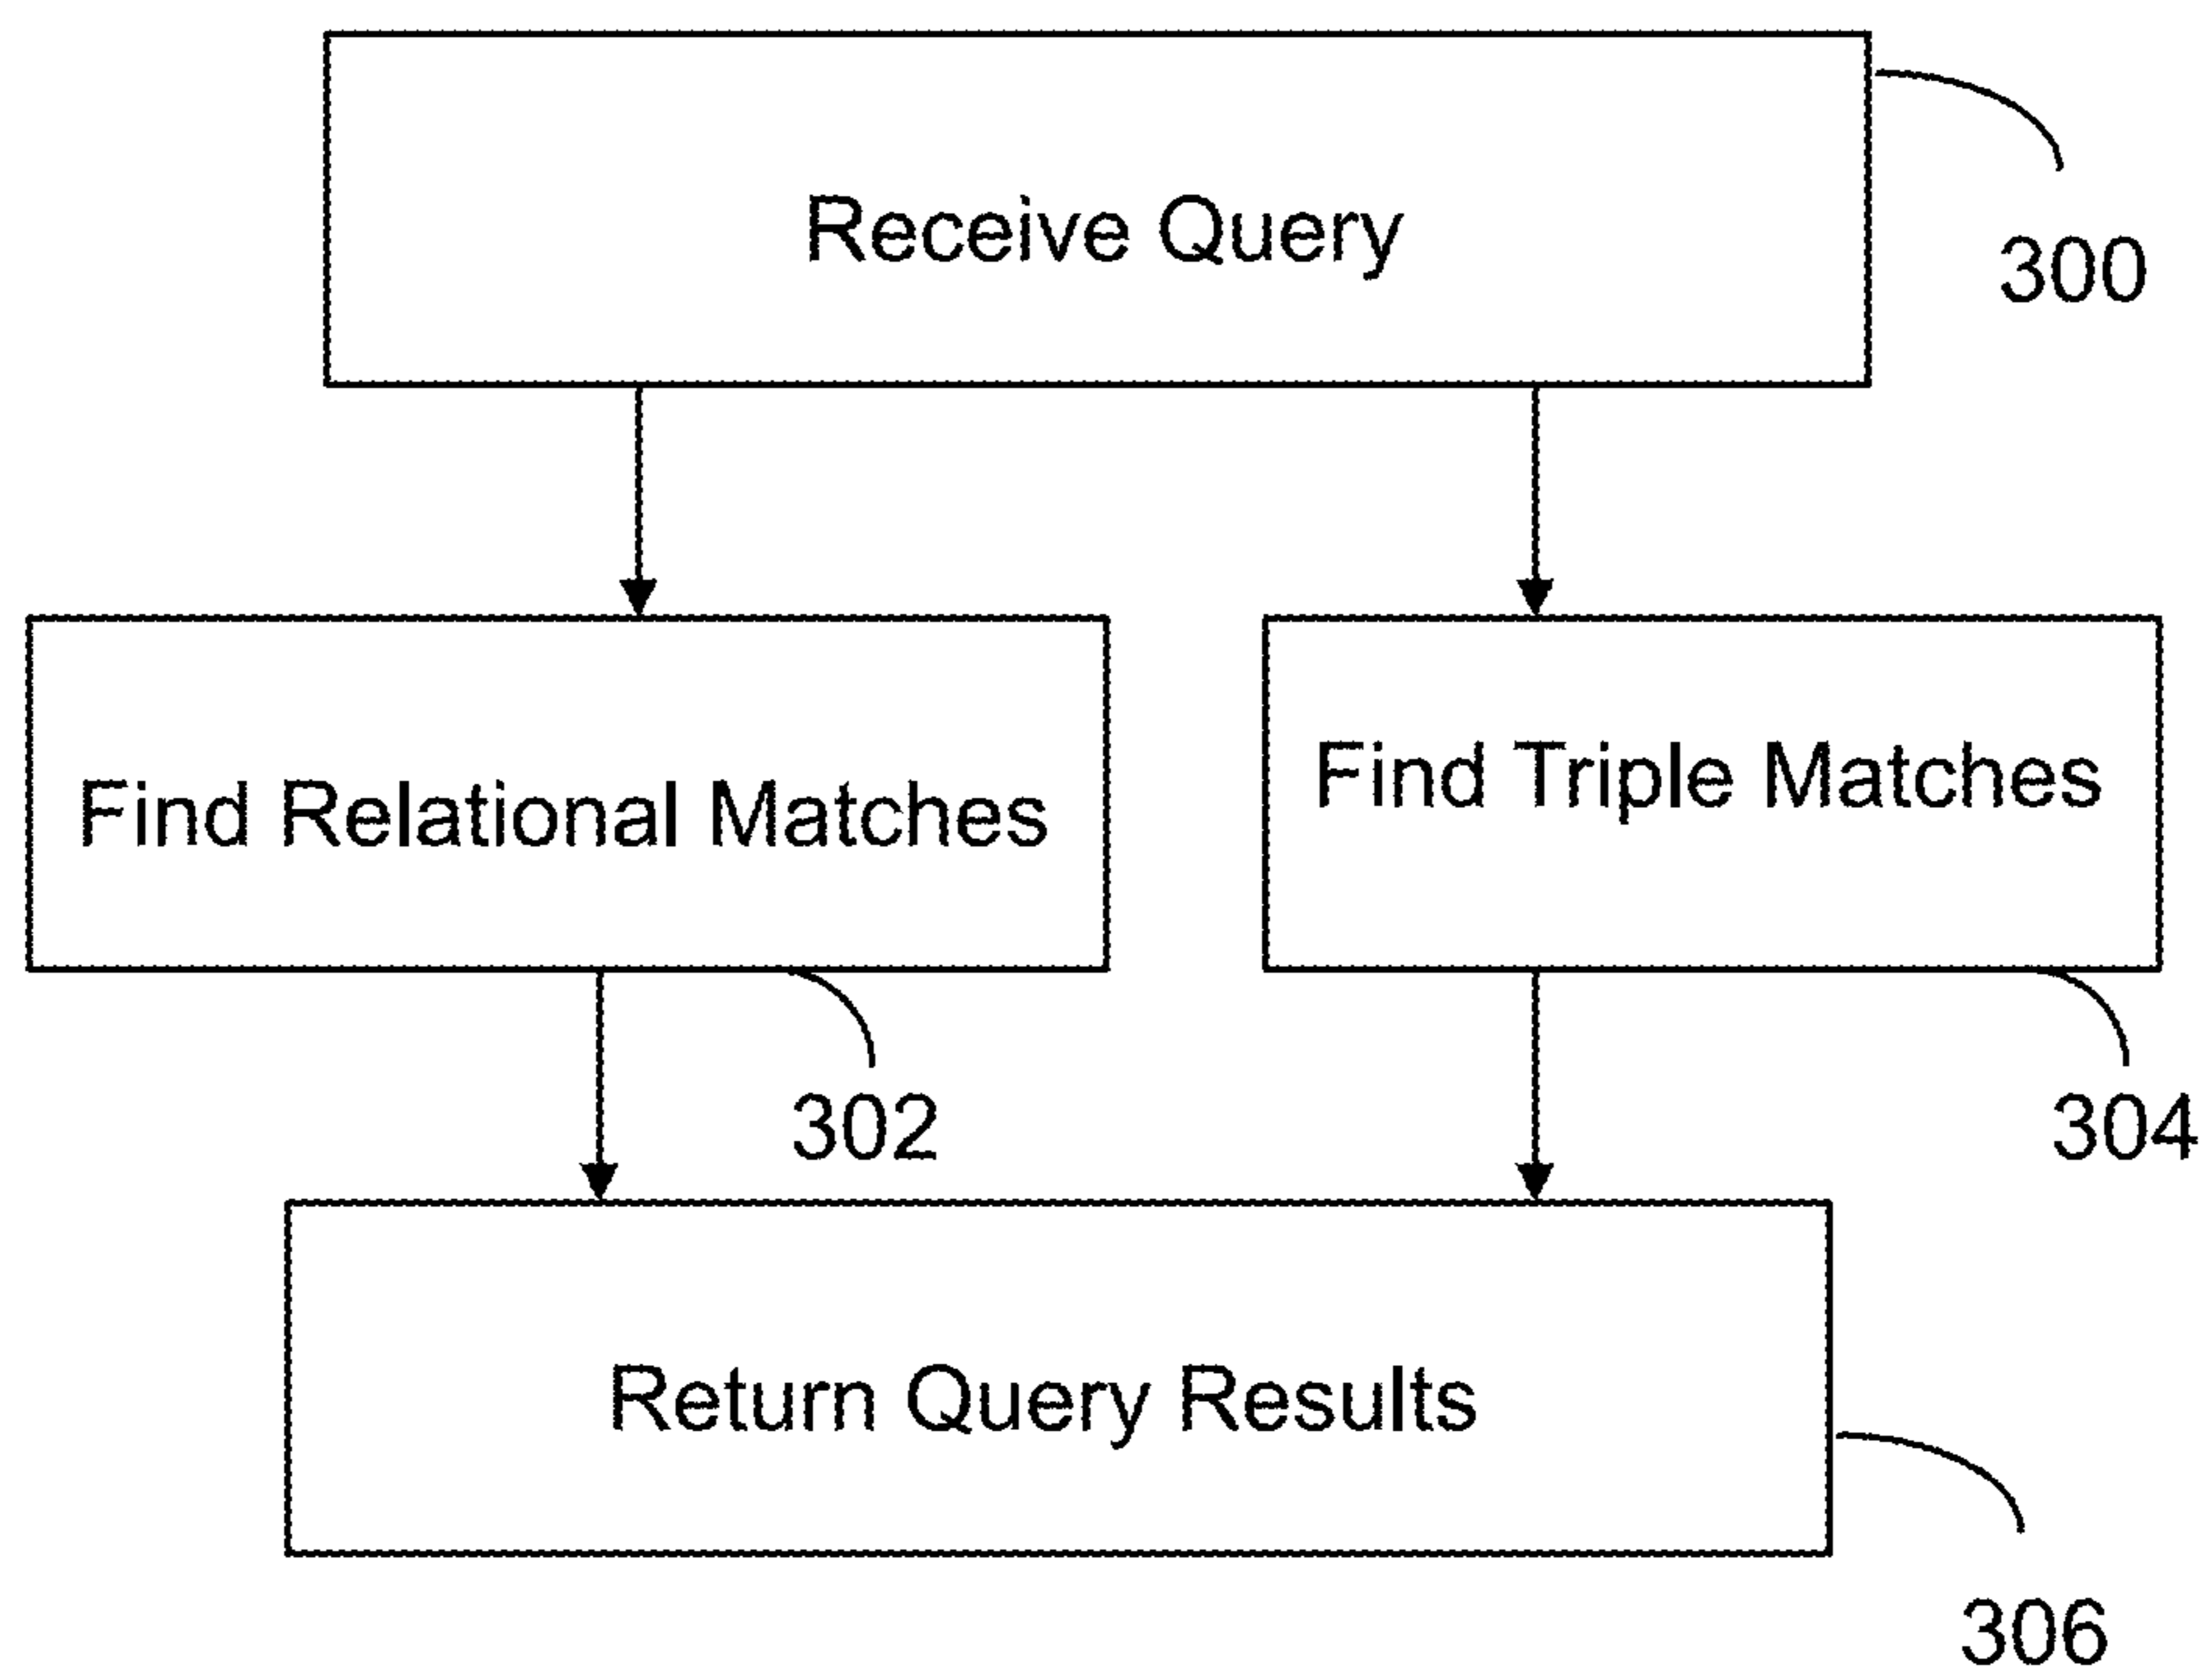 Receive Query
300
Find Relational Matches
Find Triple Matches
302
304
Return Query Results
306